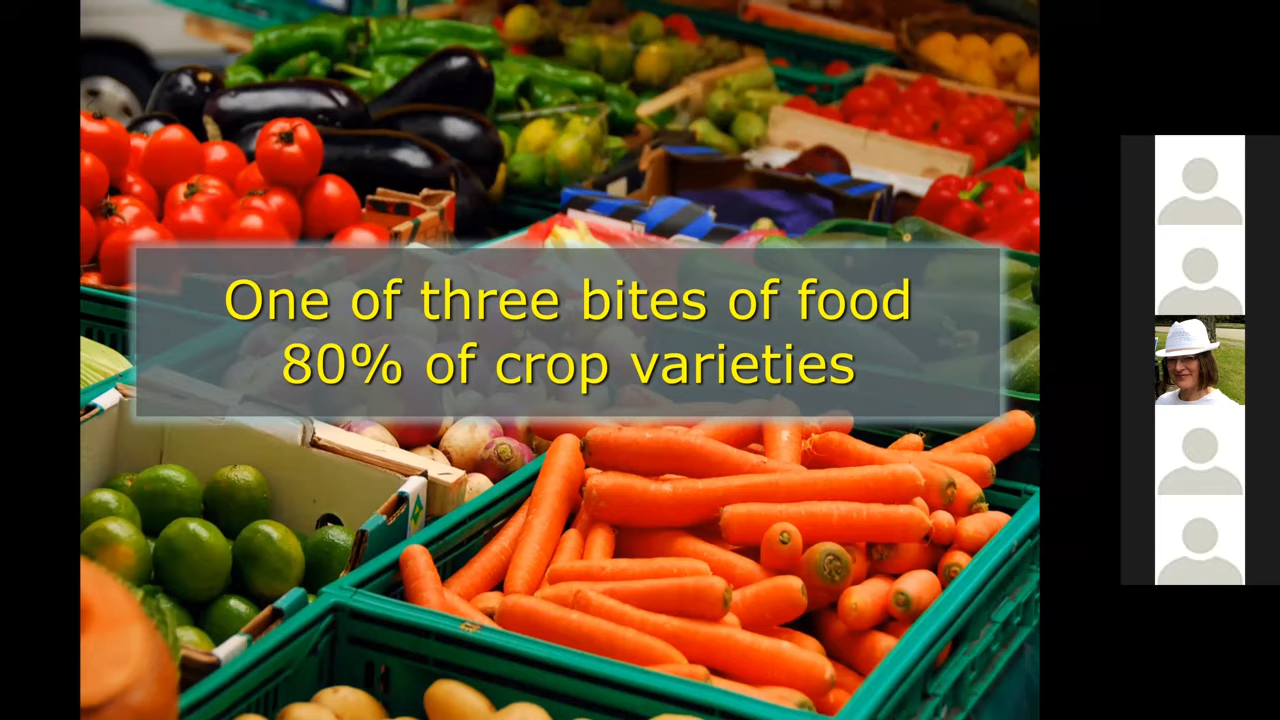 One of three bites of food
80% of crop varieties